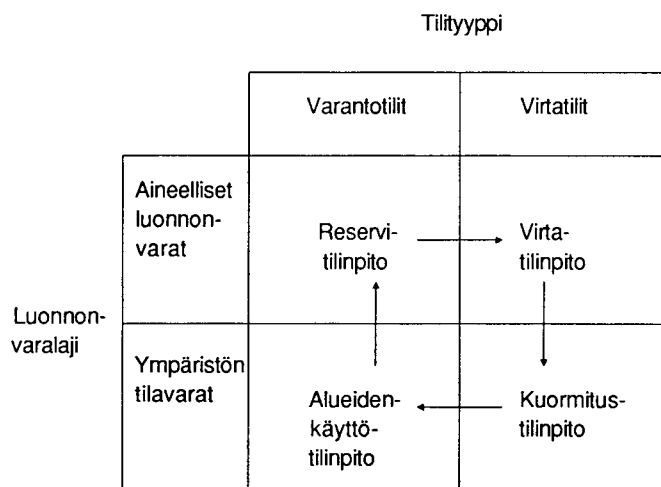 Tilityyppi
Varantotilit
Virtatilit
Aineelliset
luonnon-
varat
Reservi-
tilinpito
Virta-
tilinpito
Luonnon-
varalaji
Ympäristön
tilavarat
Alueiden-
käyttö-
tilinpito
Kuormitus-
tilinpito